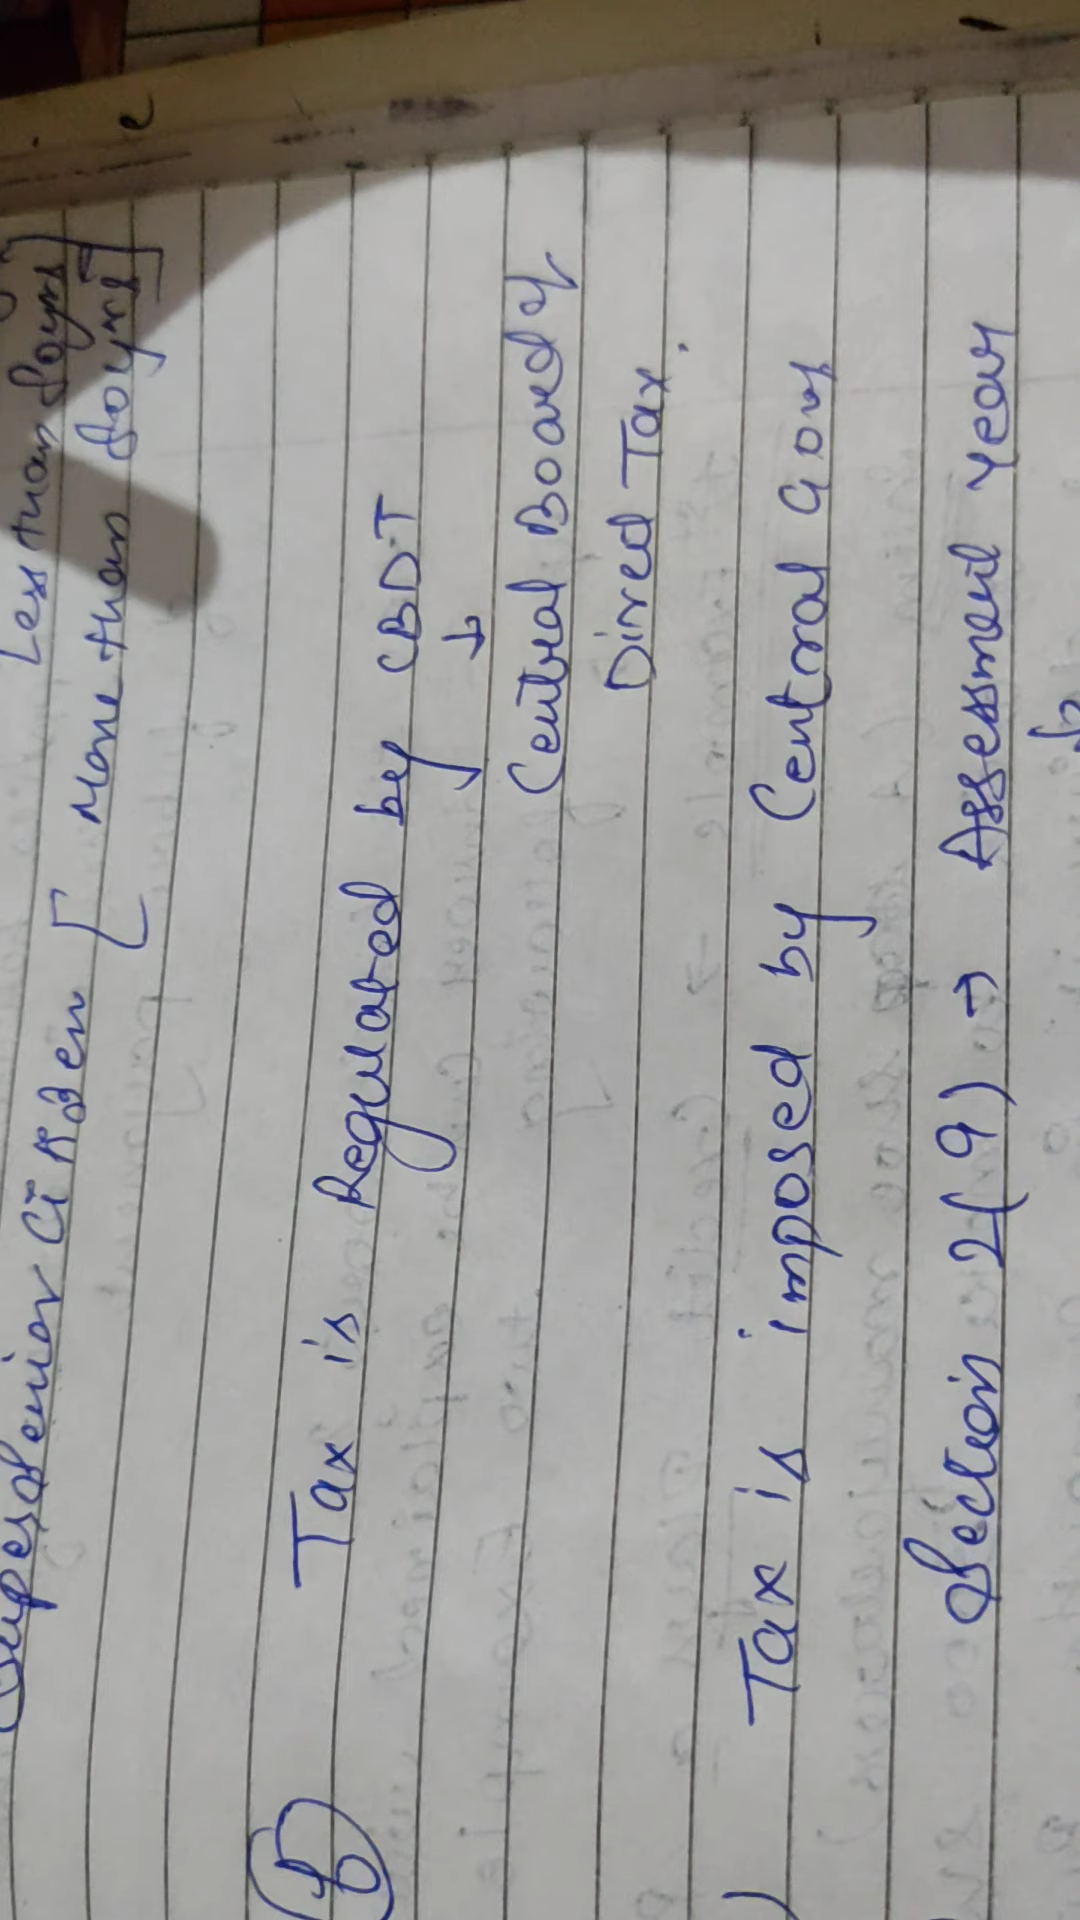 Less than 80yrs]
Super Senior Citizen [ More than 80yrs]
Tax is Regulated by CBDT
↓
Central Board of
Direct Tax.
Tax is imposed by Central Gov
Section 2(9) → Assessment Year